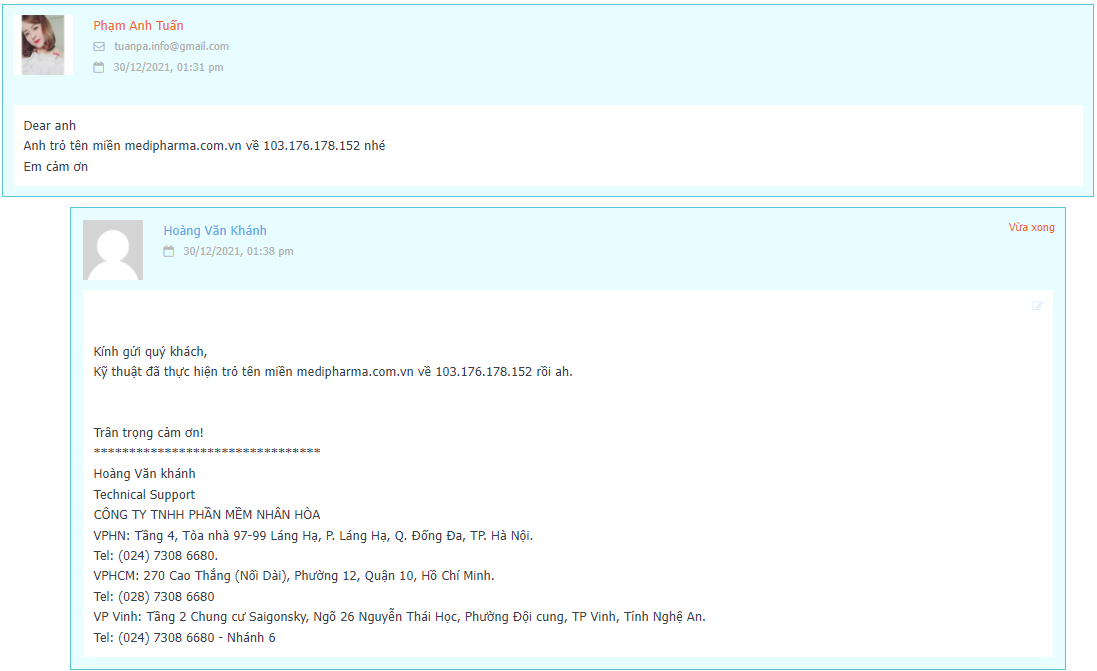 Phạm Anh Tuấn
tuanpa.info@gmail.com
30/12/2021, 01:31 pm
Dear anh
Anh trỏ tên miền medipharma.com.vn về 103.176.178.152 nhé
Em cảm ơn
Hoàng Văn Khánh
Vừa xong
30/12/2021, 01:38 pm
Kính gửi quý khách,
Kỹ thuật đã thực hiện trỏ tên miền medipharma.com.vn về 103.176.178.152 rồi ah.
Trân trọng cảm ơn!
********************************
Hoàng Văn khánh
Technical Support
CÔNG TY TNHH PHẦN MỀM NHÂN HÒA
VPHN: Tầng 4, Tòa nhà 97-99 Láng Hạ, P. Láng Hạ, Q. Đống Đa, TP. Hà Nội.
Tel: (024) 7308 6680.
VPHCM: 270 Cao Thắng (Nối Dài), Phường 12, Quận 10, Hồ Chí Minh.
Tel: (028) 7308 6680
VP Vinh: Tầng 2 Chung cư Saigonsky, Ngõ 26 Nguyễn Thái Học, Phường Đội cung, TP Vinh, Tỉnh Nghệ An.
Tel: (024) 7308 6680 - Nhánh 6